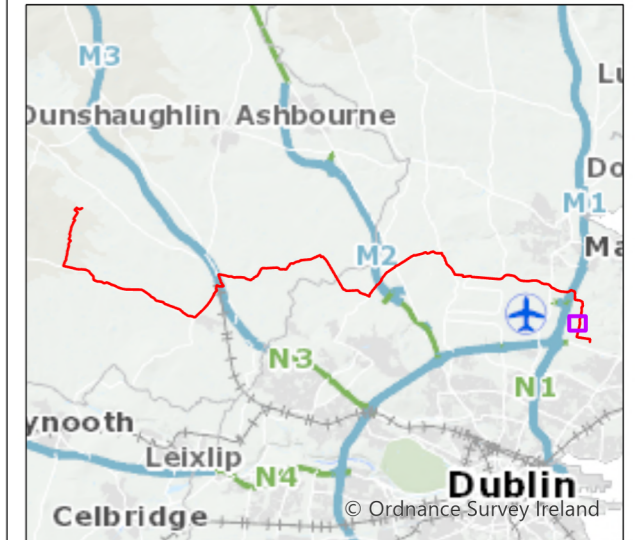 M3
Lu
Dunshaughlin Ashbourne
Do
M1
M2
Ma
N3
N1
ynooth
Leixlip
N4
Dublin
© Ordnance Survey Ireland
Celbridge